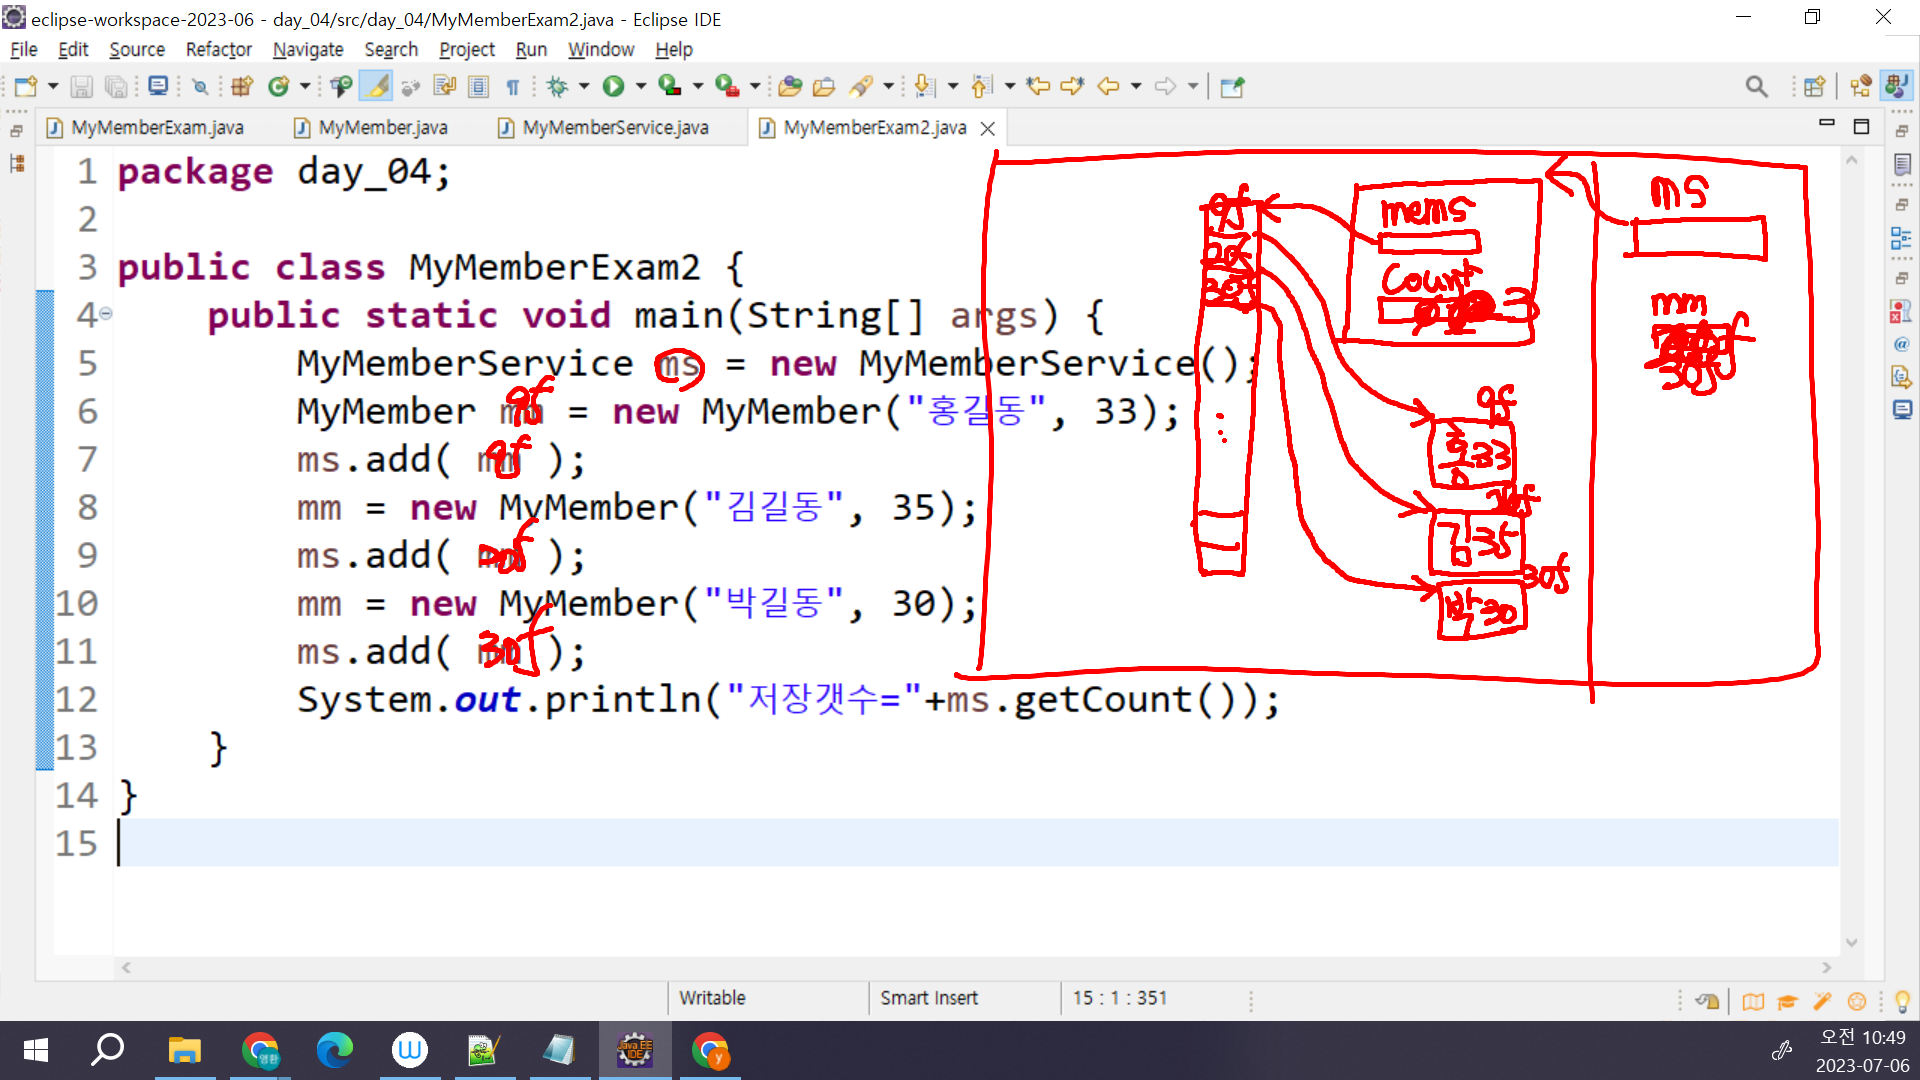 eclipse-workspace-2023-06 - day_04/src/day_04/MyMemberExam2.java - Eclipse IDE
File Edit Source Refactor Navigate Search Project Run Window Help
MyMemberExam.java MyMember.java MyMemberService.java MyMemberExam2.java
1 package day_04;
2
3 public class MyMemberExam2 {
4 public static void main(String[] args) {
5 MyMemberService ms = new MyMemberService();
6 MyMember mm = new MyMember("홍길동", 33);
7 ms.add( mm );
8 mm = new MyMember("김길동", 35);
9 ms.add( mm );
10 mm = new MyMember("박길동", 30);
11 ms.add( mm );
12 System.out.println("저장갯수="+ms.getCount());
13 }
14 }
15
9f
9f
20f
30f
9f
20f
30f
mems
Count
3
ms
mm
30f
9f
홍33
20f
김35
30f
박30
Writable Smart Insert 15 : 1 : 351
영환
Java EE IDE
y
오전 10:49
2023-07-06